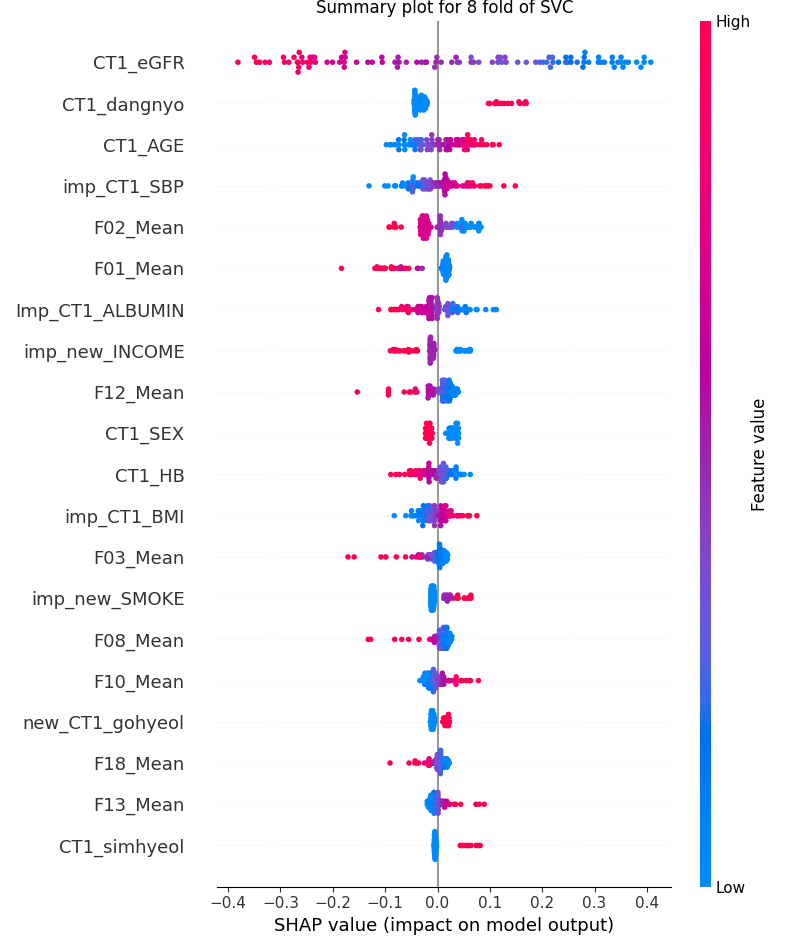 Summary plot for 8 fold of SVC
High
CT1_eGFR
CT1_dangnyo
CT1_AGE
imp_CT1_SBP
F02_Mean
F01_Mean
Imp_CT1_ALBUMIN
imp_new_INCOME
F12_Mean
CT1_SEX
CT1_HB
imp_CT1_BMI
F03_Mean
imp_new_SMOKE
F08_Mean
F10_Mean
new_CT1_gohyeol
F18_Mean
F13_Mean
CT1_simhyeol
Feature value
Low
−0.4 −0.3 −0.2 −0.1 0.0 0.1 0.2 0.3 0.4
SHAP value (impact on model output)